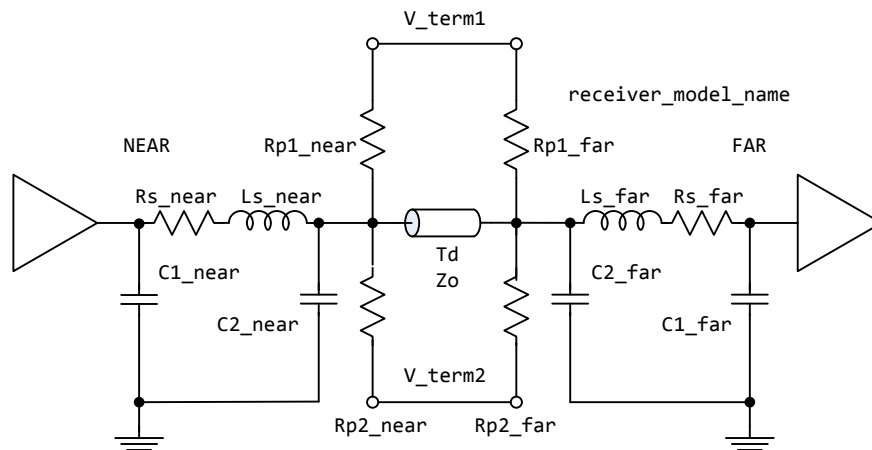 V_term1
receiver_model_name
NEAR
Rp1_near
Rp1_far
FAR
Rs_near
Ls_near
Ls_far
Rs_far
Td
Zo
C1_near
C2_far
C2_near
C1_far
V_term2
Rp2_near
Rp2_far